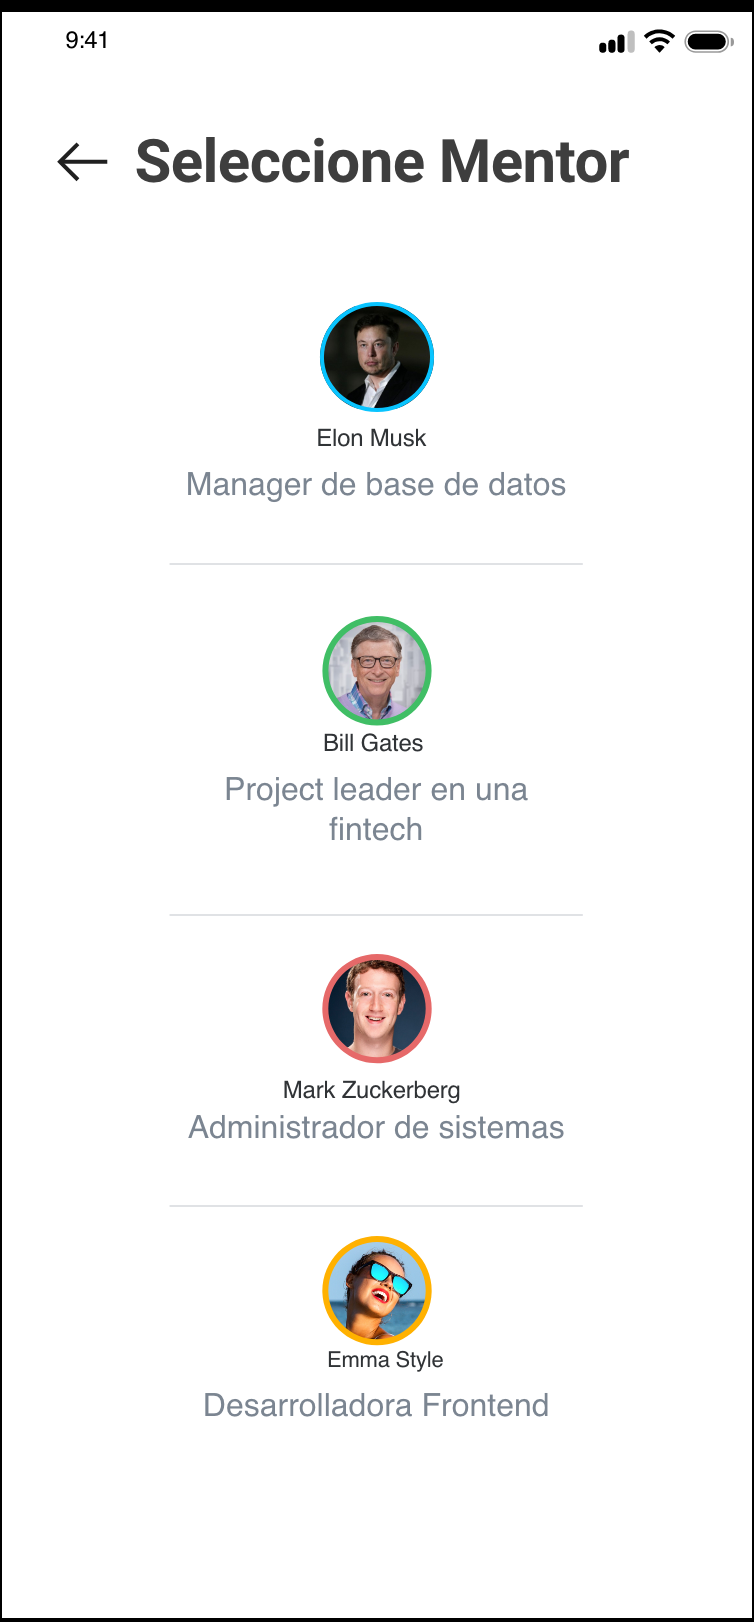 9:41
Seleccione Mentor
Elon Musk
Manager de base de datos
Bill Gates
Project leader en una
fintech
Mark Zuckerberg
Administrador de sistemas
Emma Style
Desarrolladora Frontend